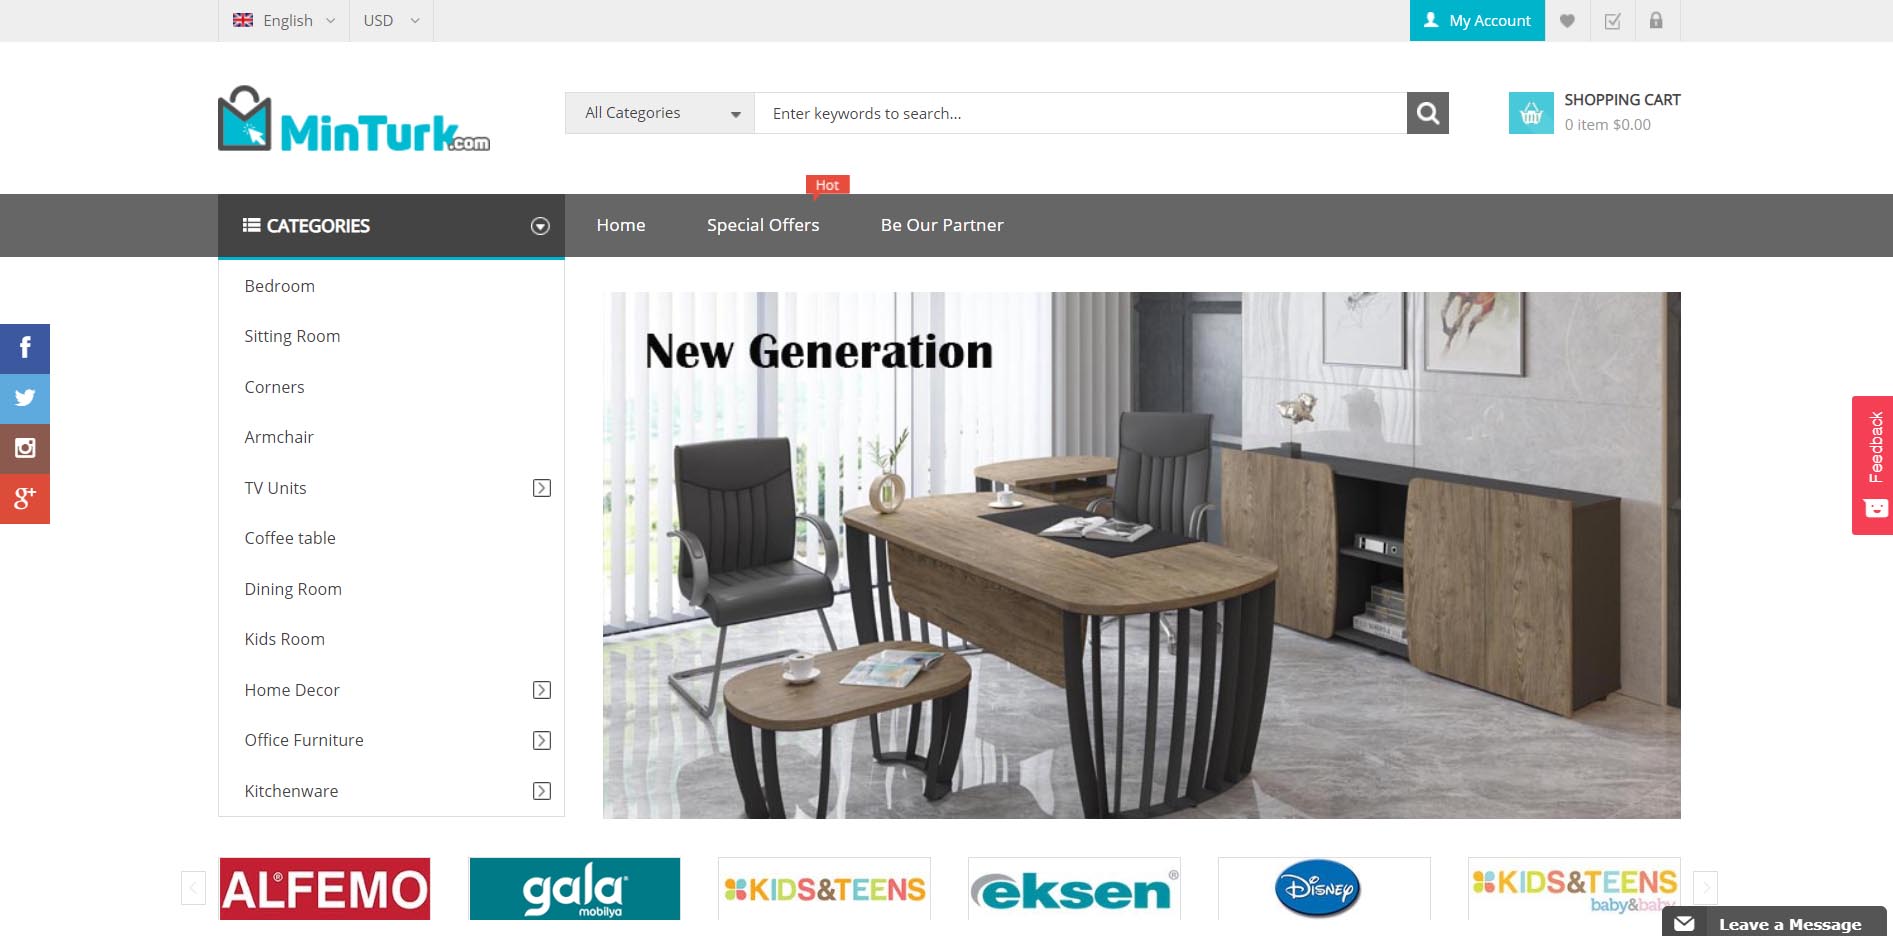 English
USD
My Account
MinTurk.com
All Categories
Enter keywords to search...
SHOPPING CART
0 item $0.00
Hot
CATEGORIES
Home
Special Offers
Be Our Partner
Bedroom
Sitting Room
Corners
Armchair
TV Units
Coffee table
Dining Room
Kids Room
Home Decor
Office Furniture
Kitchenware
New Generation
f
g+
Feedback
ALFEMO®
gala®
mobilya
KIDS&TEENS
eksen®
Disney
KIDS&TEENS
baby&baby
Leave a Message